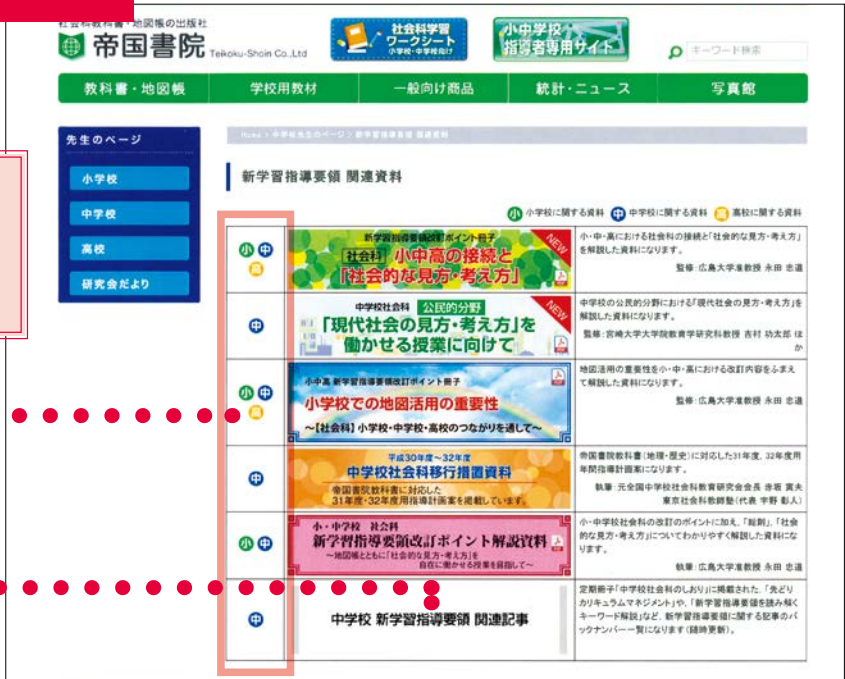 社会科教科書・地図帳の出版社
帝国書院 Teikoku-Shoin Co.,Ltd
社会科学習
ワークシート
小学校・中学校向け
小中学校
指導者専用サイト
キーワード検索
教科書・地図帳
学校用教材
一般向け商品
統計・ニュース
写真館
先生のページ
小学校
中学校
高校
研究会だより
Home > 中学校先生のページ > 新学習指導要領 関連資料
新学習指導要領 関連資料
小 小学校に関する資料 中 中学校に関する資料 高 高校に関する資料
小 中
高
新学習指導要領改訂ポイント冊子
NEW
社会科 小中高の接続と
「社会的な見方・考え方」
小・中・高における社会科の接続と「社会的な見方・考え方」
を解説した資料になります。
監修：広島大学准教授 永田 忠道
中
中学校社会科 公民的分野
NEW
「現代社会の見方・考え方」を
働かせる授業に向けて
中学校の公民的分野における「現代社会の見方・考え方」を
解説した資料になります。
監修：宮崎大学大学院教育学研究科教授 吉村 功太郎 ほ
か
小 中
高
小中高 新学習指導要領改訂ポイント冊子
小学校での地図活用の重要性
～【社会科】小学校・中学校・高校のつながりを通して～
地図活用の重要性を小・中・高における改訂内容をふまえ
て解説した資料になります。
監修：広島大学准教授 永田 忠道
中
平成30年度～32年度
中学校社会科移行措置資料
帝国書院教科書に対応した
31年度・32年度用指導計画案を掲載しています。
帝国書院教科書（地理・歴史）に対応した31年度、32年度用
年間指導計画案になります。
執筆：元全国中学校社会科教育研究会会長 赤坂 寅夫
東京社会科教師塾（代表 宇野 彰人）
小 中
小・中学校 社会科
新学習指導要領改訂ポイント解説資料
～地図帳とともに「社会的な見方・考え方」を
自在に働かせる授業を目指して～
小・中学校社会科の改訂のポイントに加え、「総則」、「社会
的な見方・考え方」についてわかりやすく解説した資料にな
ります。
執筆：広島大学准教授 永田 忠道
中
中学校 新学習指導要領 関連記事
定期冊子「中学校社会科のしおり」に掲載された、「先どり
カリキュラムマネジメント」や、「新学習指導要領を読み解く
キーワード解説」など、新学習指導要領に関する記事のバ
ックナンバー一覧になります（随時更新）。